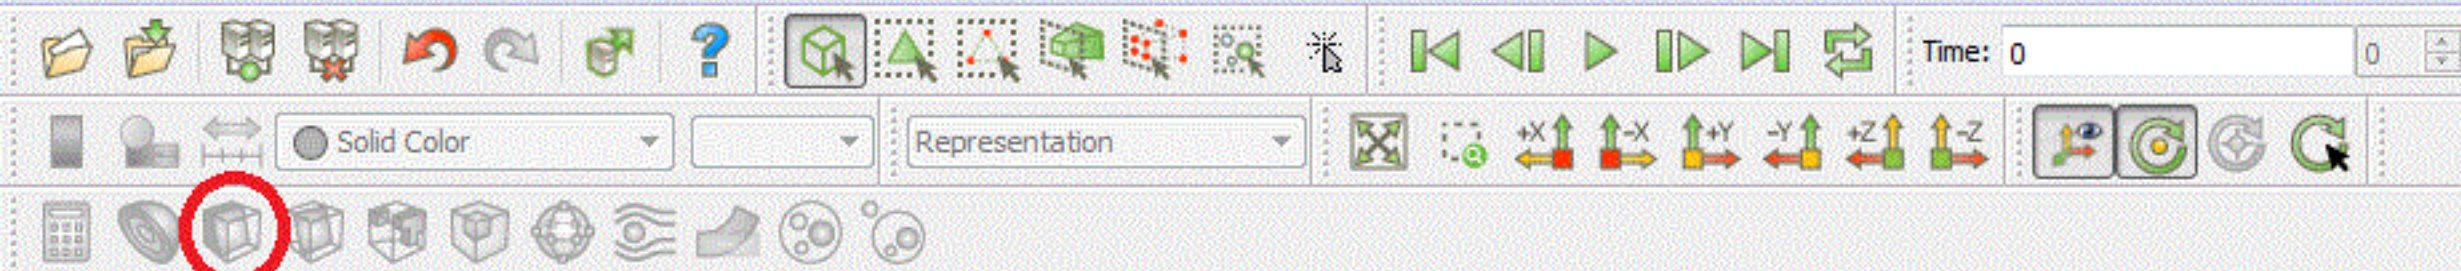 ?
Time: 0 0
Solid Color Representation +X -X +Y -Y +Z -Z